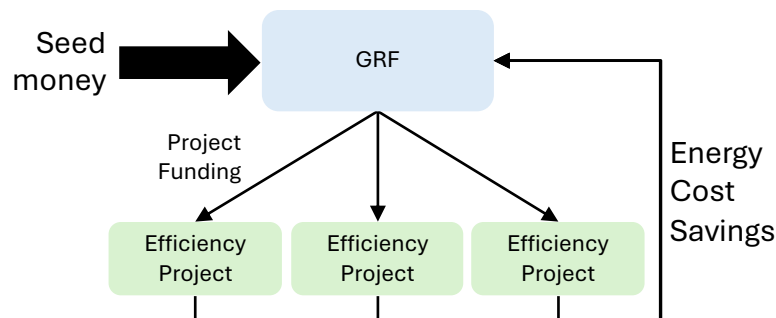 Seed
money
GRF
Project
Funding
Energy
Cost
Savings
Efficiency
Project
Efficiency
Project
Efficiency
Project